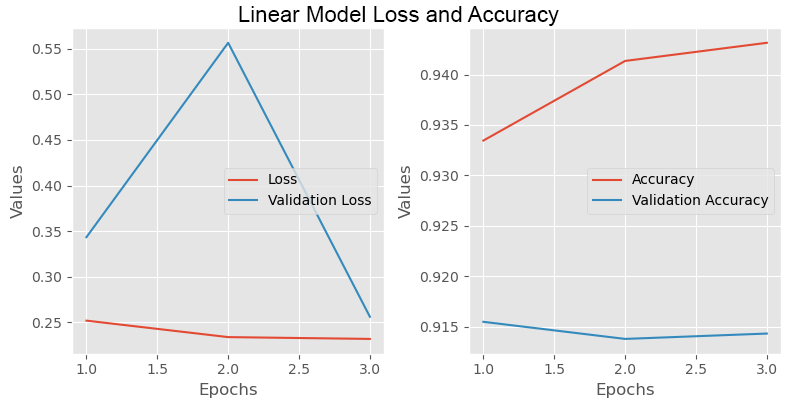 Linear Model Loss and Accuracy
Values
0.55
0.50
0.45
0.40
0.35
0.30
0.25
Loss
Validation Loss
1.0 1.5 2.0 2.5 3.0
Epochs
Values
0.940
0.935
0.930
0.925
0.920
0.915
Accuracy
Validation Accuracy
1.0 1.5 2.0 2.5 3.0
Epochs